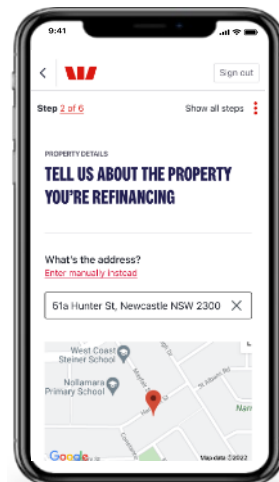 9:41
Sign out
Step 2 of 6
Show all steps
PROPERTY DETAILS
TELL US ABOUT THE PROPERTY
YOU'RE REFINANCING
What's the address?
Enter manually instead
61a Hunter St, Newcastle NSW 2300
West Coast
Steiner School
Nollamara
Primary School
Google
Map data ©2022